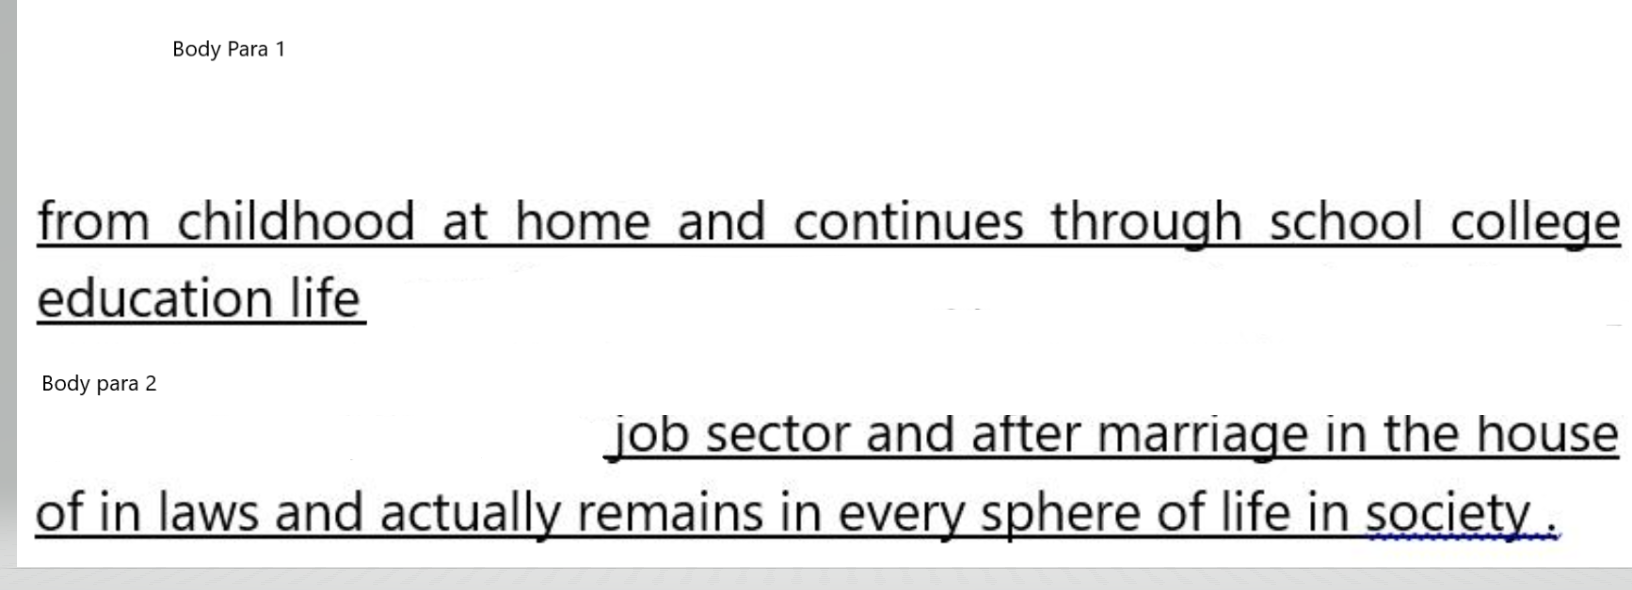 Body Para 1
from childhood at home and continues through school college
education life
Body para 2
job sector and after marriage in the house
of in laws and actually remains in every sphere of life in society .